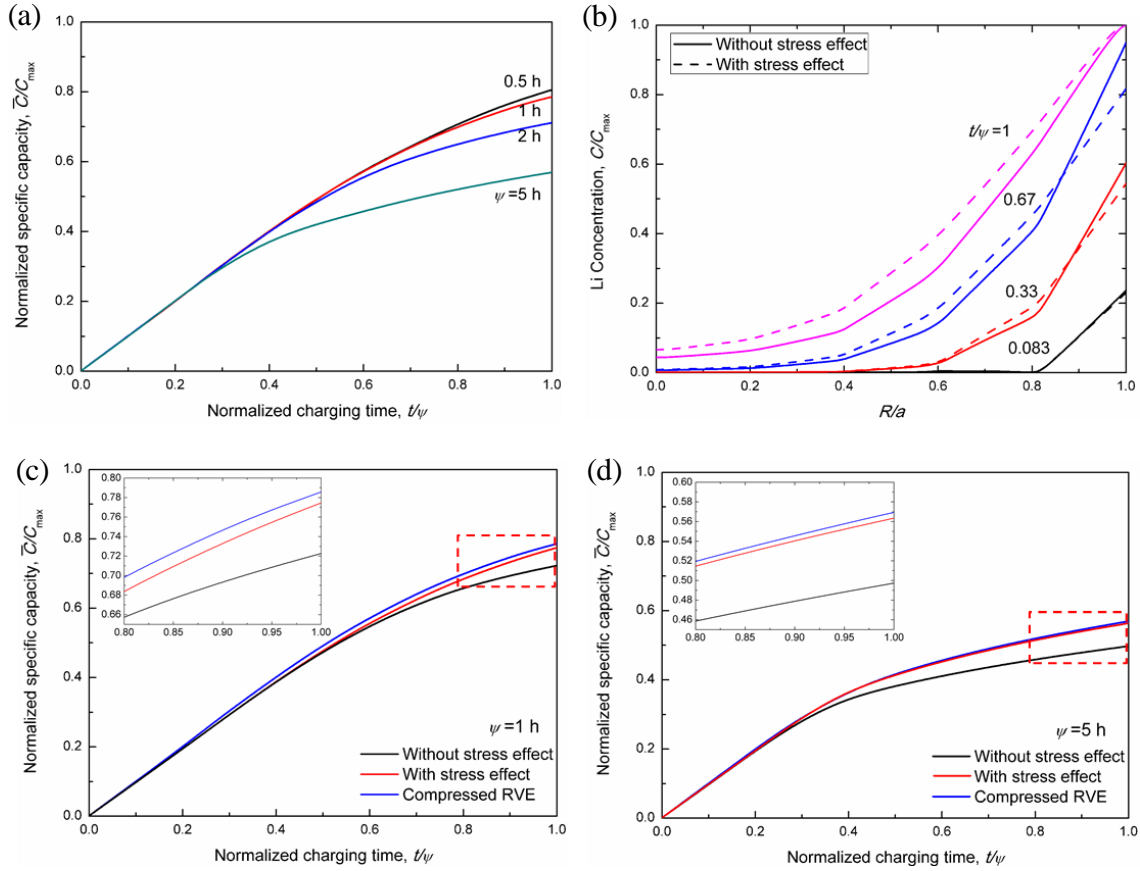 (a)
1.0
0.8
0.6
0.4
0.2
0.0
0.0 0.2 0.4 0.6 0.8 1.0
Normalized specific capacity, C̅/Cmax
Normalized charging time, t/ψ
0.5 h
1 h
2 h
ψ=5 h
(b)
1.0
0.8
0.6
0.4
0.2
0.0
0.0 0.2 0.4 0.6 0.8 1.0
Li Concentration, C/Cmax
R/a
Without stress effect
With stress effect
t/ψ=1
0.67
0.33
0.083
(c)
1.0
0.8
0.6
0.4
0.2
0.0
0.0 0.2 0.4 0.6 0.8 1.0
Normalized specific capacity, C̅/Cmax
Normalized charging time, t/ψ
0.80
0.78
0.76
0.74
0.72
0.70
0.68
0.66
0.80 0.85 0.90 0.95 1.00
ψ=1 h
Without stress effect
With stress effect
Compressed RVE
(d)
1.0
0.8
0.6
0.4
0.2
0.0
0.0 0.2 0.4 0.6 0.8 1.0
Normalized specific capacity, C̅/Cmax
Normalized charging time, t/ψ
0.60
0.58
0.56
0.54
0.52
0.50
0.48
0.46
0.80 0.85 0.90 0.95 1.00
ψ=5 h
Without stress effect
With stress effect
Compressed RVE